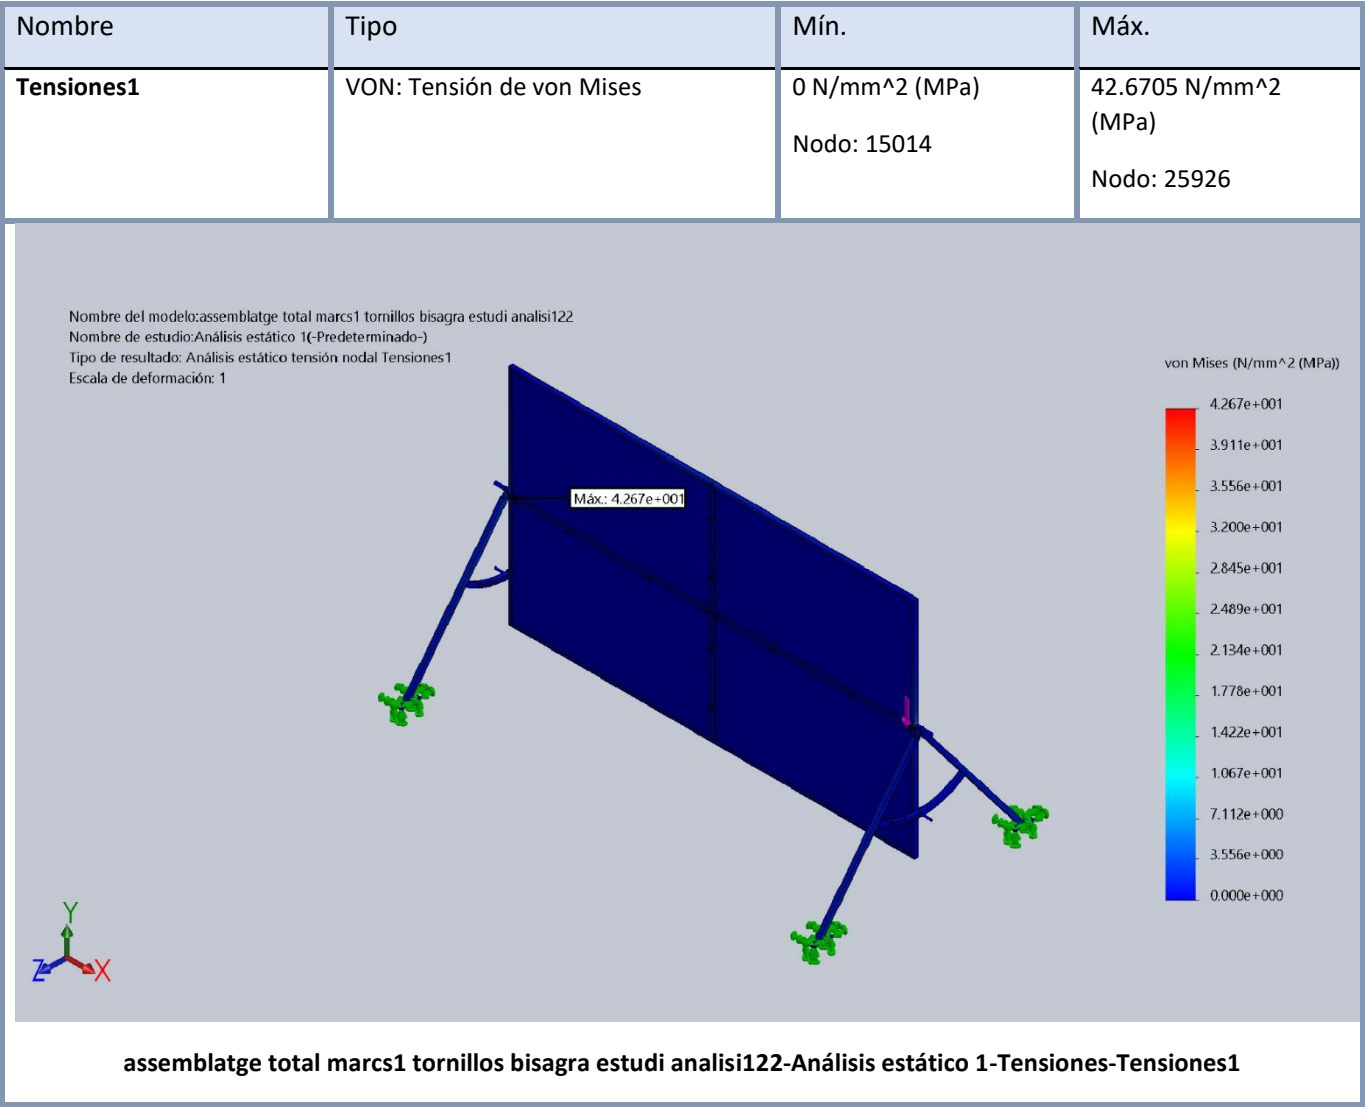 Nombre
Tipo
Mín.
Máx.
Tensiones1
VON: Tensión de von Mises
0 N/mm^2 (MPa)
Nodo: 15014
42.6705 N/mm^2
(MPa)
Nodo: 25926
Nombre del modelo:assemblatge total marcs1 tornillos bisagra estudi analisi122
Nombre de estudio:Análisis estático 1(-Predeterminado-)
Tipo de resultado: Análisis estático tensión nodal Tensiones1
Escala de deformación: 1
von Mises (N/mm^2 (MPa))
4.267e+001
3.911e+001
3.556e+001
3.200e+001
2.845e+001
2.489e+001
2.134e+001
1.778e+001
1.422e+001
1.067e+001
7.112e+000
3.556e+000
0.000e+000
Máx.: 4.267e+001
Y
Z
X
assemblatge total marcs1 tornillos bisagra estudi analisi122-Análisis estático 1-Tensiones-Tensiones1